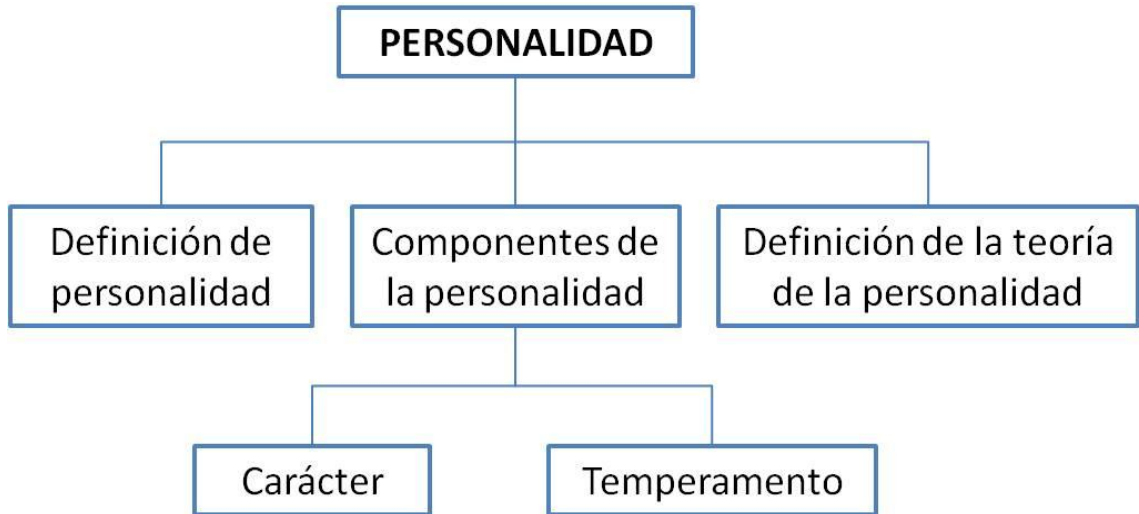 PERSONALIDAD
Definición de
personalidad
Componentes de
la personalidad
Definición de la teoría
de la personalidad
Carácter
Temperamento